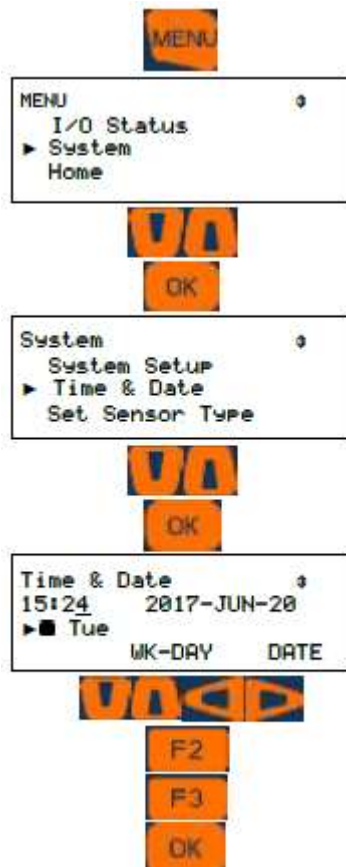 MENU
MENU
I/O Status
System
Home
OK
System
System Setup
Time & Date
Set Sensor Type
OK
Time & Date
15:24 2017-JUN-20
Tue
WK-DAY DATE
F2
F3
OK